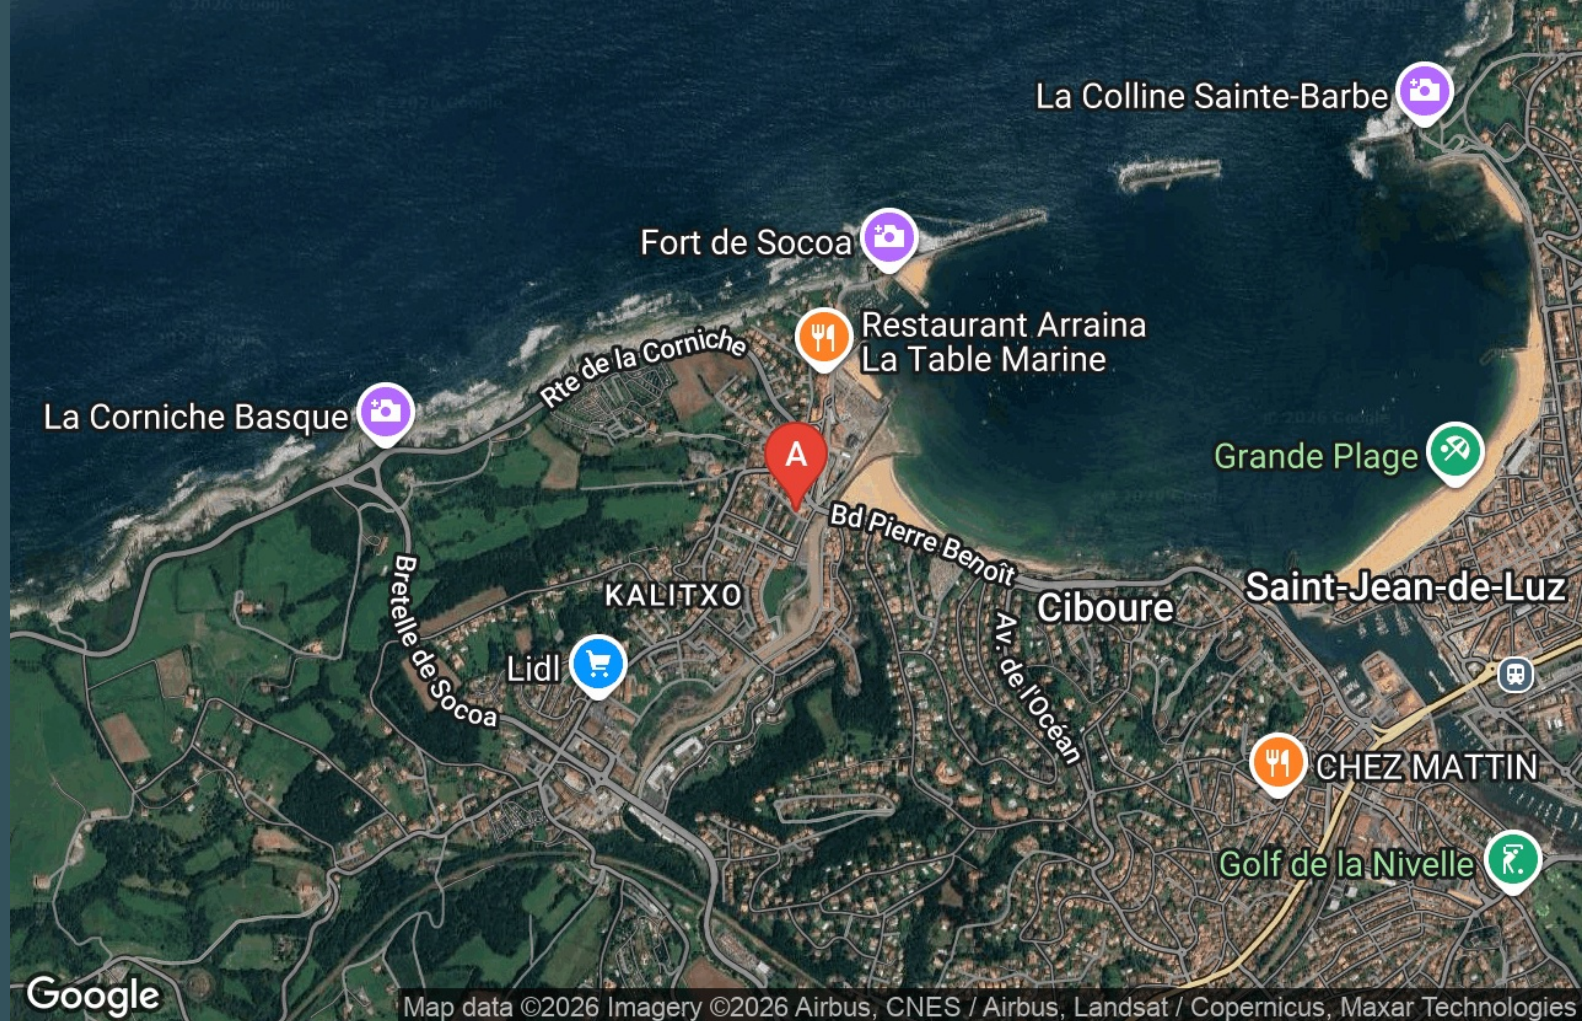 La Colline Sainte-Barbe
Fort de Socoa
Restaurant Arraina
La Table Marine
Rte de la Corniche
La Corniche Basque
A
Grande Plage
Bd Pierre Benoît
Bretelle de Socoa
KALITXO
Ciboure
Saint-Jean-de-Luz
Av. de l'Océan
Lidl
CHEZ MATTIN
Golf de la Nivelle
Google
Map data ©2026 Imagery ©2026 Airbus, CNES / Airbus, Landsat / Copernicus, Maxar Technologies